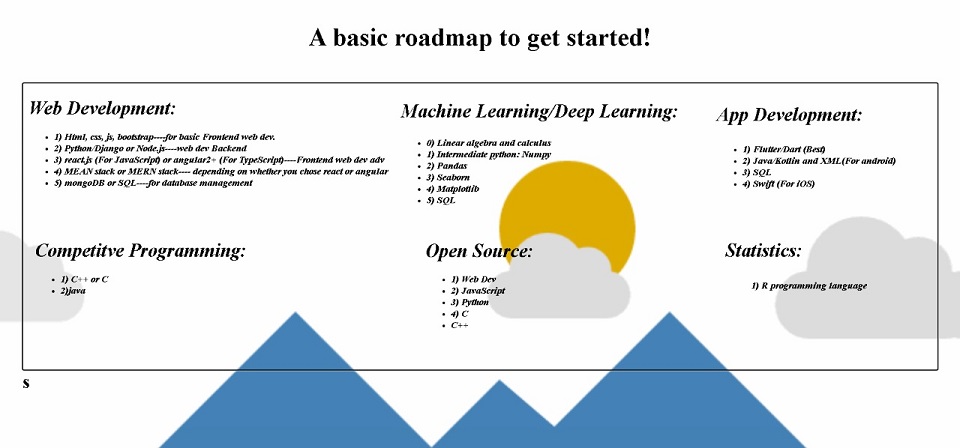 A basic roadmap to get started!
Web Development:
1) Html, css, js, bootstrap----for basic Frontend web dev.
2) Python/Django or Node.js----web dev Backend
3) react.js (For JavaScript) or angular2+ (For TypeScript)----Frontend web dev adv
4) MEAN stack or MERN stack---- depending on whether you chose react or angular
5) mongoDB or SQL----for database management
Machine Learning/Deep Learning:
0) Linear algebra and calculus
1) Intermediate python: Numpy
2) Pandas
3) Seaborn
4) Matplotlib
5) SQL
App Development:
1) Flutter/Dart (Best)
2) Java/Kotlin and XML(For android)
3) SQL
4) Swift (For iOS)
Competitve Programming:
1) C++ or C
2)java
Open Source:
1) Web Dev
2) JavaScript
3) Python
4) C
C++
Statistics:
1) R programming language
s